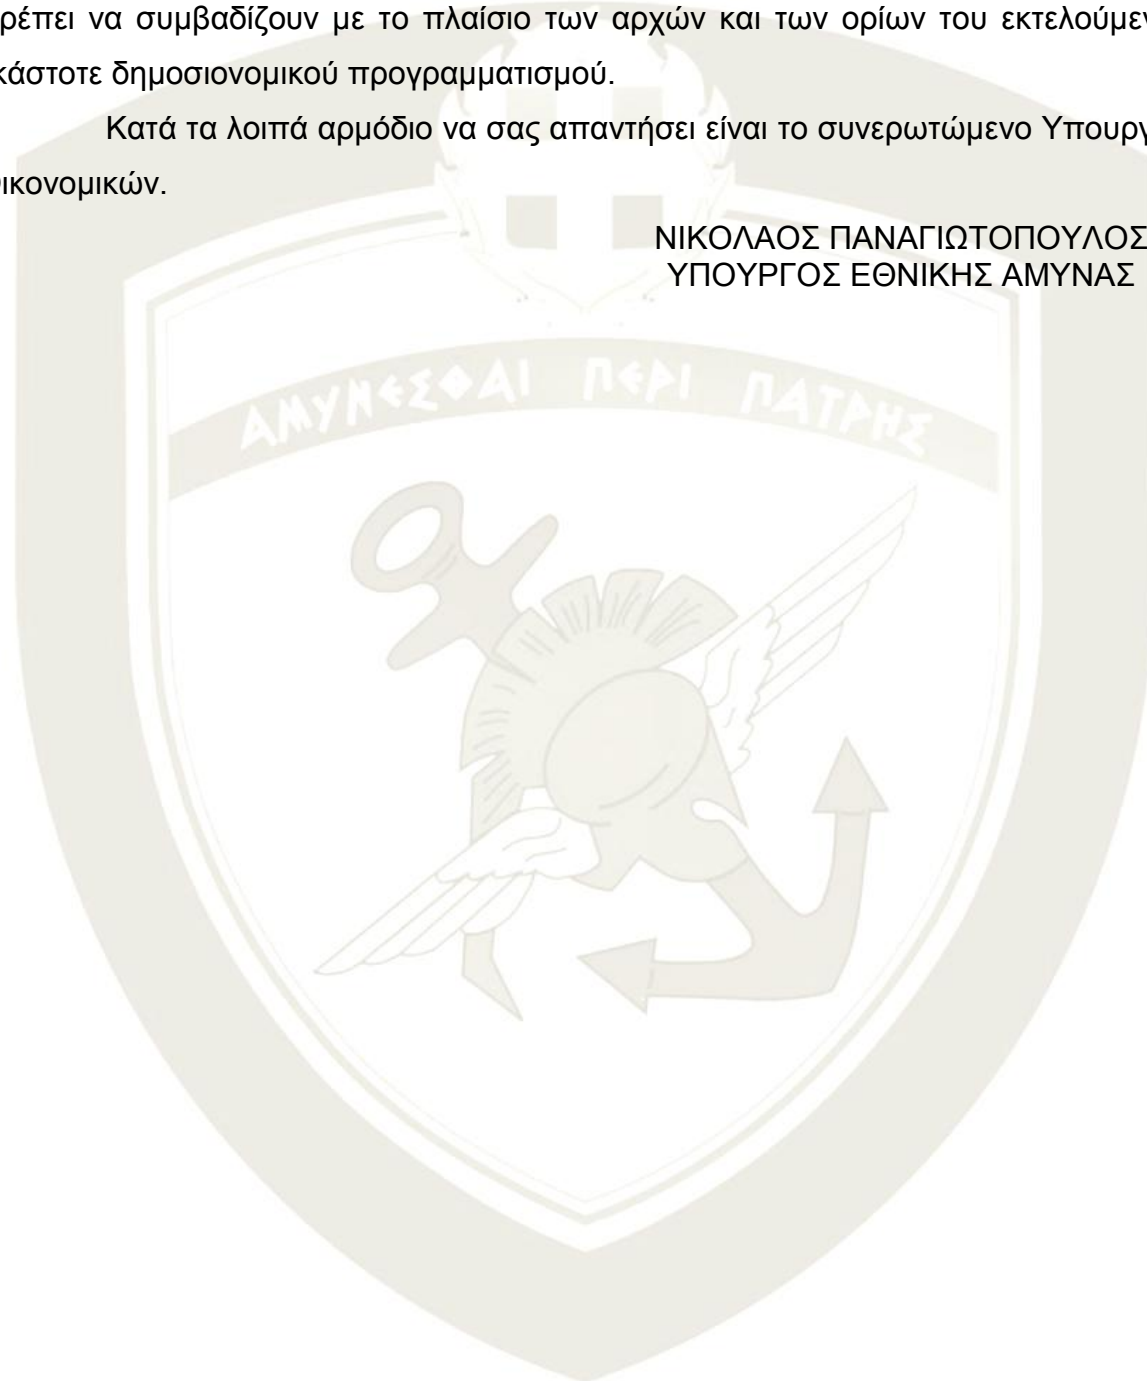 ρέπει να συμβαδίζουν με το πλαίσιο των αρχών και των ορίων του εκτελούμεν
κάστοτε δημοσιονομικού προγραμματισμού.
Κατά τα λοιπά αρμόδιο να σας απαντήσει είναι το συνερωτώμενο Υπουργ
ικονομικών.
ΝΙΚΟΛΑΟΣ ΠΑΝΑΓΙΩΤΟΠΟΥΛΟΣ
ΥΠΟΥΡΓΟΣ ΕΘΝΙΚΗΣ ΑΜΥΝΑΣ
ΑΜΥΝΕΣΘΑΙ ΠΕΡΙ ΠΑΤΡΗΣ